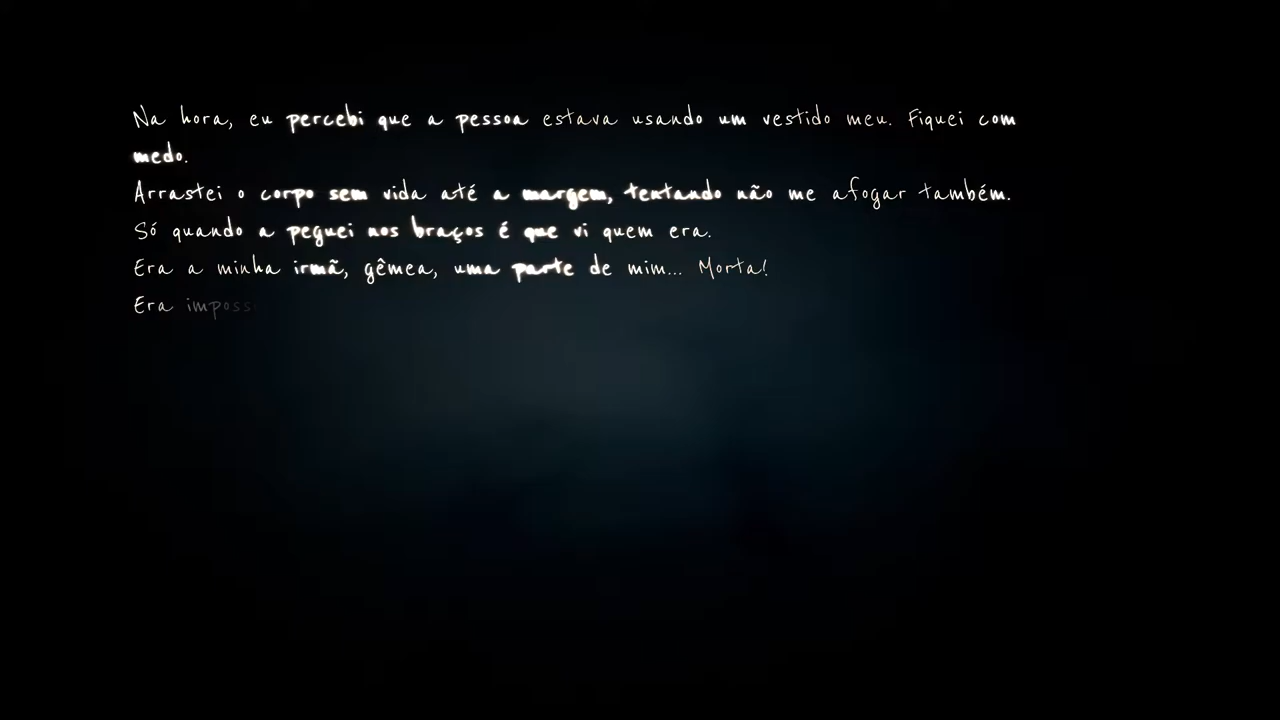 Na hora, eu percebi que a pessoa estava usando um vestido meu. Fiquei com
medo.
Arrastei o corpo sem vida até a margem, tentando não me afogar também.
Só quando a peguei nos braços é que vi quem era.
Era a minha irmã, gêmea, uma parte de mim... Morta!
Era imposs